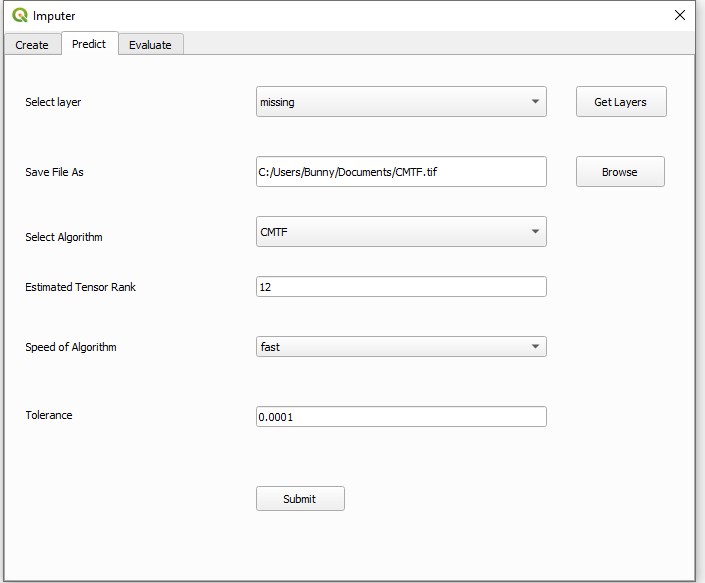 Imputer
Create Predict Evaluate
Select layer missing Get Layers
Save File As C:/Users/Bunny/Documents/CMTF.tif Browse
Select Algorithm CMTF
Estimated Tensor Rank 12
Speed of Algorithm fast
Tolerance 0.0001
Submit